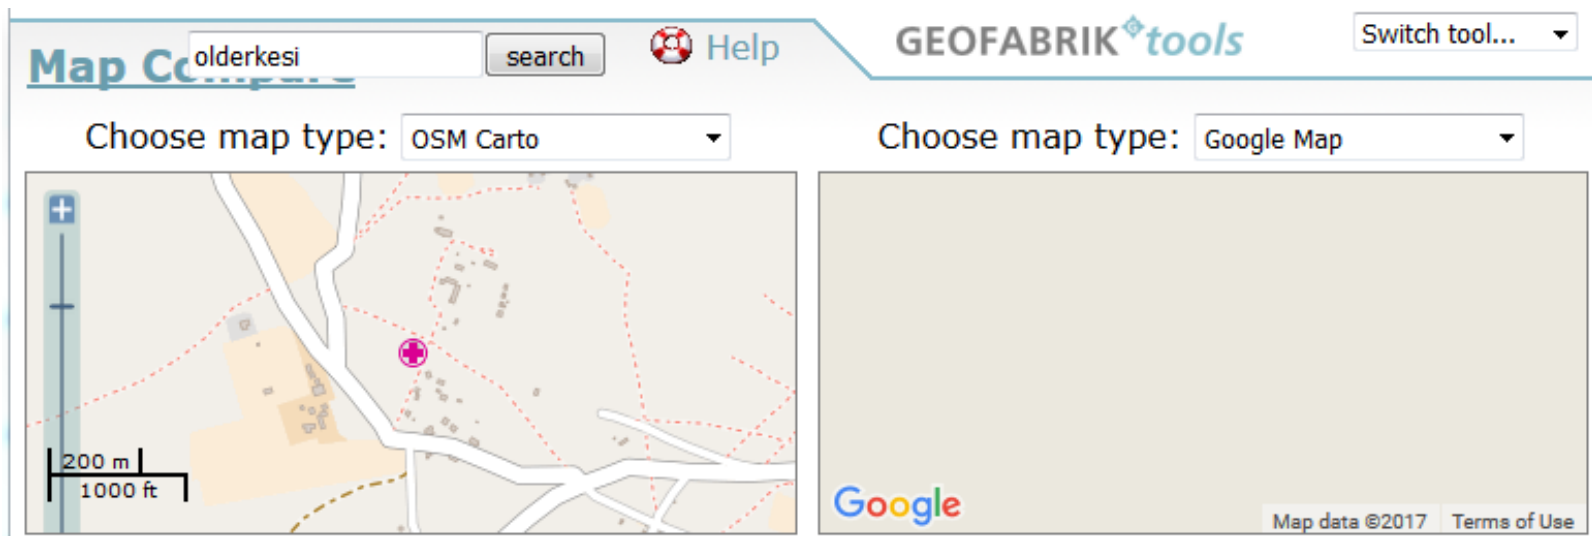 Map Compare
olderkesi
search
Help
GEOFABRIK G tools
Switch tool...
Choose map type: OSM Carto
Choose map type: Google Map
200 m
1000 ft
Google
Map data ©2017 Terms of Use